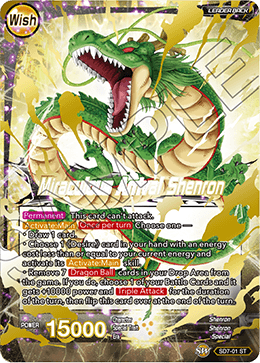 LEADER BACK
Wish
Shenron
Permanent This card can't attack.
Activate:Main Once per turn Choose one —
• Draw 1 card.
• Choose 1 《Desire》 card in your hand with an energy
cost less than or equal to your current energy and
activate its Activate:Main skill.
• Remove 7 Dragon Ball cards in your Drop Area from
the game. If you do, choose 1 of your Battle Cards and it
gets +10000 power and Triple Attack for the duration
of the turn, then flip this card over at the end of the turn.
POWER 15000
Character Shenron
Special Trait Shenron
Era Special
SD7-01 ST